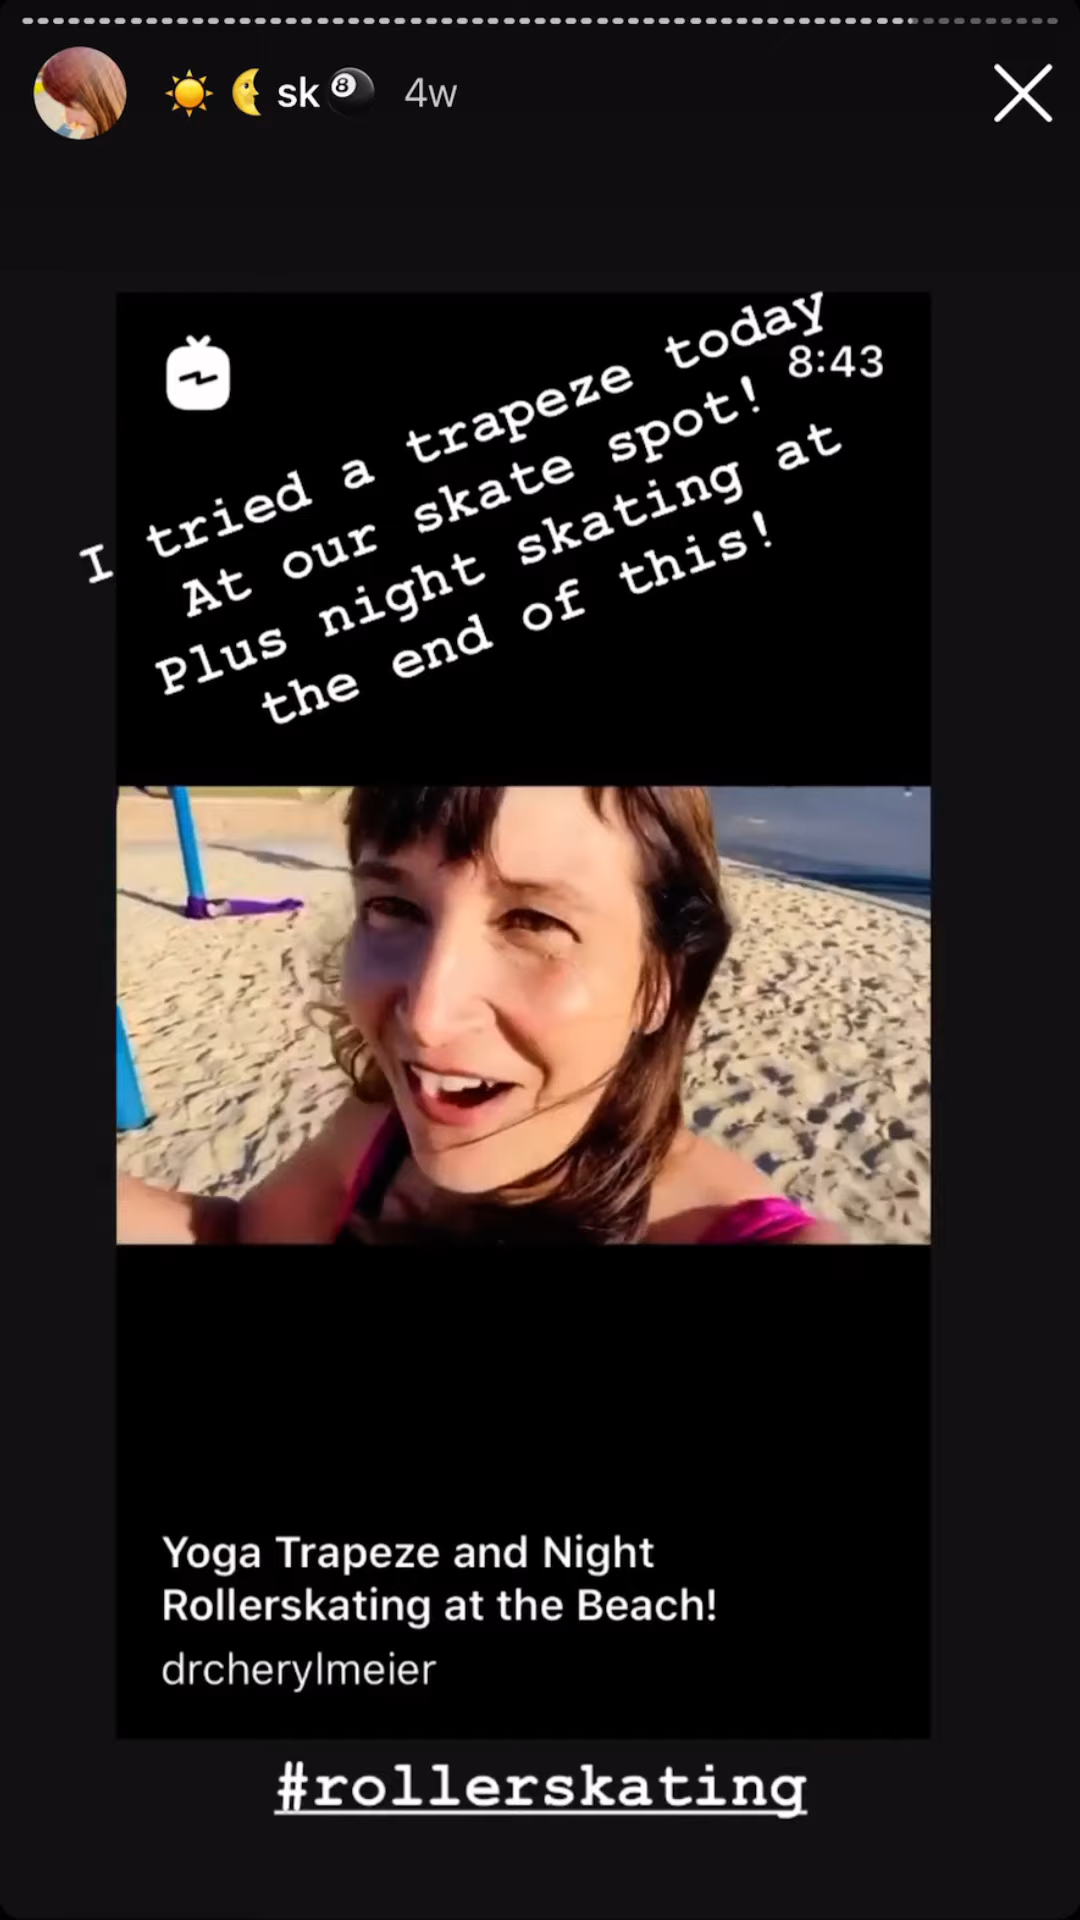 ☀️🌜sk🎱 4w
8:43
I tried a trapeze today
At our skate spot!
Plus night skating at
the end of this!
Yoga Trapeze and Night
Rollerskating at the Beach!
drcherylmeier
#rollerskating